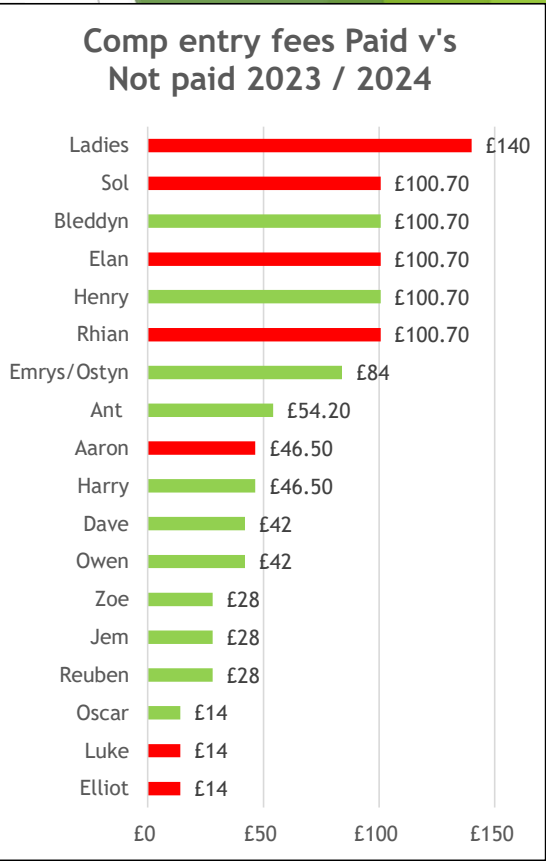 Comp entry fees Paid v's
Not paid 2023 / 2024
Ladies £140
Sol £100.70
Bleddyn £100.70
Elan £100.70
Henry £100.70
Rhian £100.70
Emrys/Ostyn £84
Ant £54.20
Aaron £46.50
Harry £46.50
Dave £42
Owen £42
Zoe £28
Jem £28
Reuben £28
Oscar £14
Luke £14
Elliot £14
£0 £50 £100 £150